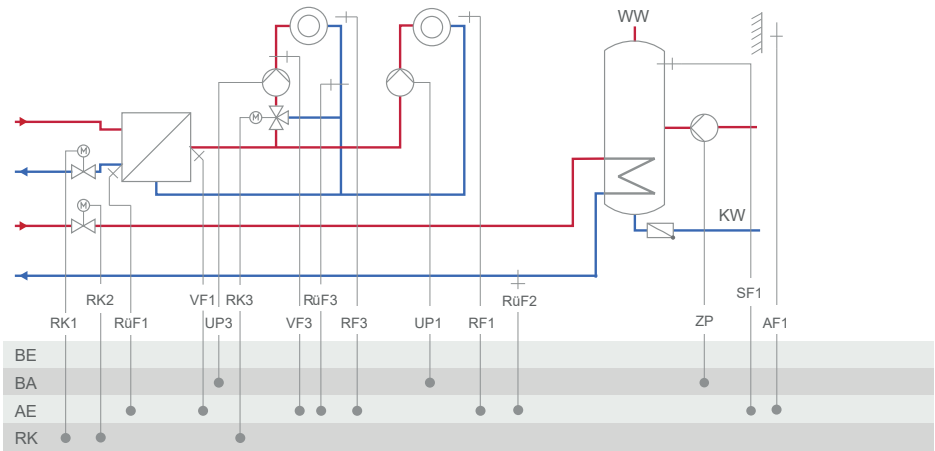 WW
M
M
M
KW
RK2 VF1 RK3 RüF3 RüF2 SF1
RK1 RüF1 UP3 VF3 RF3 UP1 RF1 ZP AF1
BE
BA
AE
RK